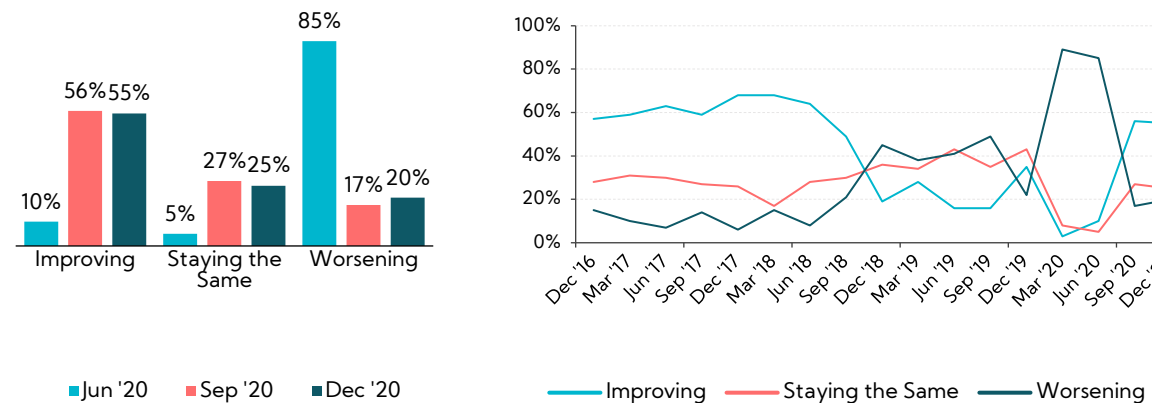 85%
56% 55%
27% 25%
10%
5%
17% 20%
Improving
Staying the
Same
Worsening
Jun '20
Sep '20
Dec '20
100%
80%
60%
40%
20%
0%
Dec '16
Mar '17
Jun '17
Sep '17
Dec '17
Mar '18
Jun '18
Sep '18
Dec '18
Mar '19
Jun '19
Sep '19
Dec '19
Mar '20
Jun '20
Sep '20
Dec '
Improving
Staying the Same
Worsening